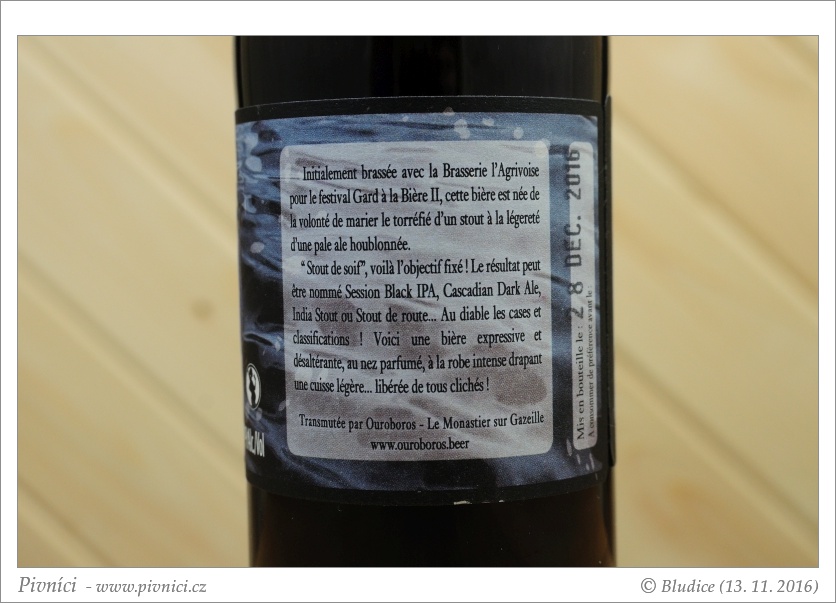 Initialement brassée avec la Brasserie l'Agrivoise
pour le festival Gard à la Bière II, cette bière est née de
la volonté de marier le torréfié d'un stout à la légereté
d'une pale ale houblonnée.
“Stout de soif”, voilà l'objectif fixé ! Le résultat peut
être nommé Session Black IPA, Cascadian Dark Ale,
India Stout ou Stout de route... Au diable les cases et
classifications ! Voici une bière expressive et
désaltérante, au nez parfumé, à la robe intense drapant
une cuisse légère... libérée de tous clichés !
Transmutée par Ouroboros - Le Monastier sur Gazeille
www.ouroboros.beer
Mis en bouteille le :
A consommer de préférence avant le
28 DEC. 2016
Pivníci - www.pivnici.cz
© Bludice (13. 11. 2016)